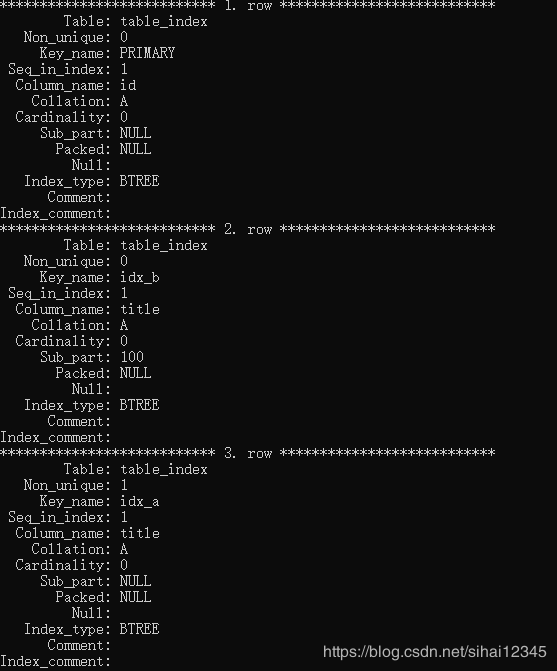 *************************** 1. row ***************************
Table: table_index
Non_unique: 0
Key_name: PRIMARY
Seq_in_index: 1
Column_name: id
Collation: A
Cardinality: 0
Sub_part: NULL
Packed: NULL
Null:
Index_type: BTREE
Comment:
Index_comment:
*************************** 2. row ***************************
Table: table_index
Non_unique: 0
Key_name: idx_b
Seq_in_index: 1
Column_name: title
Collation: A
Cardinality: 0
Sub_part: 100
Packed: NULL
Null:
Index_type: BTREE
Comment:
Index_comment:
*************************** 3. row ***************************
Table: table_index
Non_unique: 1
Key_name: idx_a
Seq_in_index: 1
Column_name: title
Collation: A
Cardinality: 0
Sub_part: NULL
Packed: NULL
Null:
Index_type: BTREE
Comment:
Index_comment:
https://blog.csdn.net/sihai12345